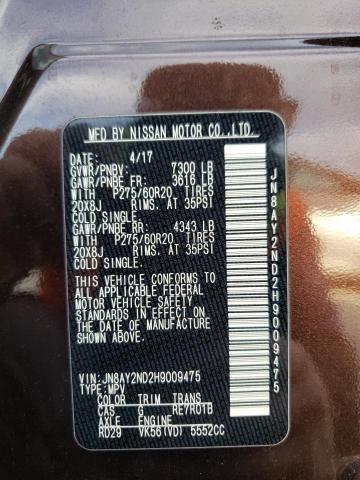 MFD BY NISSAN MOTOR CO.,LTD.
4/17
GVWR/PNBV: 7300 LB
GAWR/PNBE FR: 3616 LB
WITH P275/60R20 TIRES
20X8J RIMS. AT 35PSI
COLD SINGLE.
GAWR/PNBE RR: 4343 LB
WITH P275/60R20 TIRES
20X8J RIMS. AT 35PSI
COLD SINGLE.
THIS VEHICLE CONFORMS TO
ALL APPLICABLE FEDERAL
MOTOR VEHICLE SAFETY
STANDARDS IN EFFECT ON
THE DATE OF MANUFACTURE
SHOWN ABOVE.
VIN: JN8AY2ND2H9009475
TYPE: MPV
COLOR TRIM TRANS
CAS G RE7R01B
AXLE ENGINE
RD29 VK56(VD) 5552CC
JN8AY2ND2H9009475